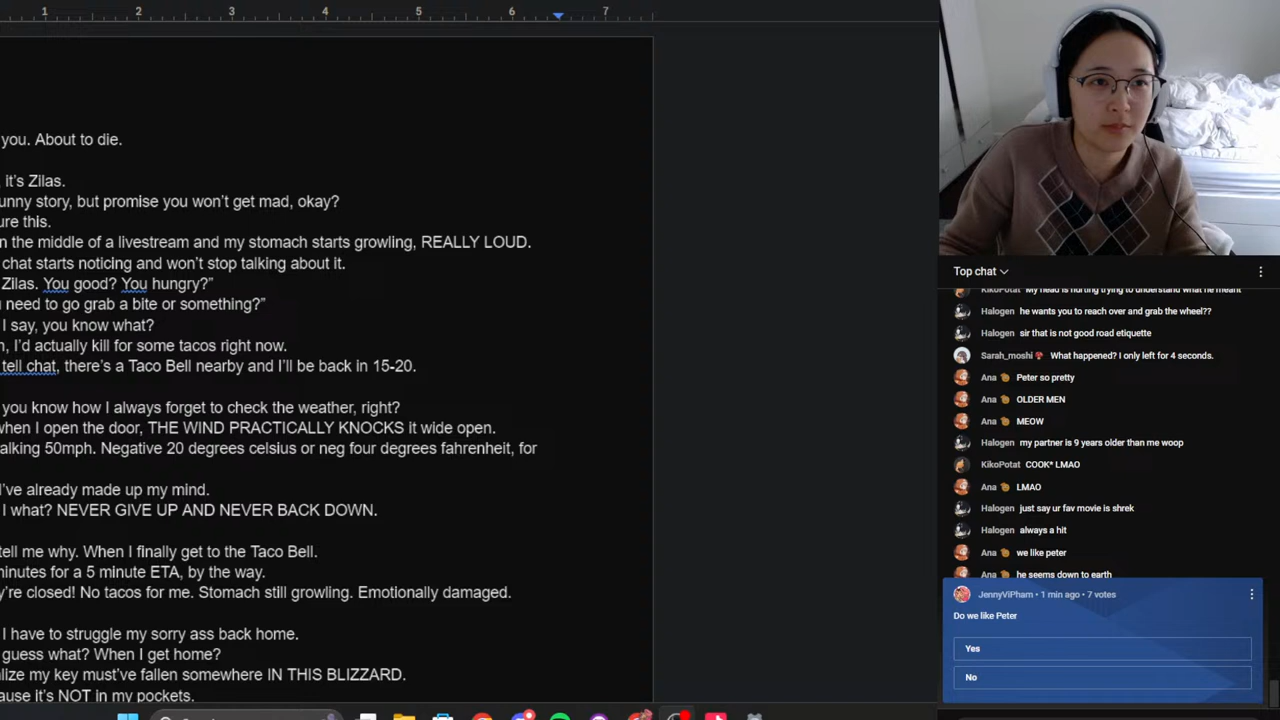 1 2 3 4 5 6 7
you. About to die.
, it's Zilas.
unny story, but promise you won't get mad, okay?
ure this.
n the middle of a livestream and my stomach starts growling, REALLY LOUD.
chat starts noticing and won't stop talking about it.
Zilas. You good? You hungry?"
u need to go grab a bite or something?"
I say, you know what?
n, I'd actually kill for some tacos right now.
tell chat, there's a Taco Bell nearby and I'll be back in 15-20.
you know how I always forget to check the weather, right?
when I open the door, THE WIND PRACTICALLY KNOCKS it wide open.
alking 50mph. Negative 20 degrees celsius or neg four degrees fahrenheit, for
I've already made up my mind.
I what? NEVER GIVE UP AND NEVER BACK DOWN.
tell me why. When I finally get to the Taco Bell.
minutes for a 5 minute ETA, by the way.
y're closed! No tacos for me. Stomach still growling. Emotionally damaged.
I have to struggle my sorry ass back home.
guess what? When I get home?
alize my key must've fallen somewhere IN THIS BLIZZARD.
ause it's NOT in my pockets.
Top chat
KikoPotat My head is hurting trying to understand what he meant
Halogen he wants you to reach over and grab the wheel??
Halogen sir that is not good road etiquette
Sarah_moshi What happened? I only left for 4 seconds.
Ana Peter so pretty
Ana OLDER MEN
Ana MEOW
Halogen my partner is 9 years older than me woop
KikoPotat COOK* LMAO
Ana LMAO
Halogen just say ur fav movie is shrek
Halogen always a hit
Ana we like peter
Ana he seems down to earth
JennyViPham • 1 min ago • 7 votes
Do we like Peter
Yes
No